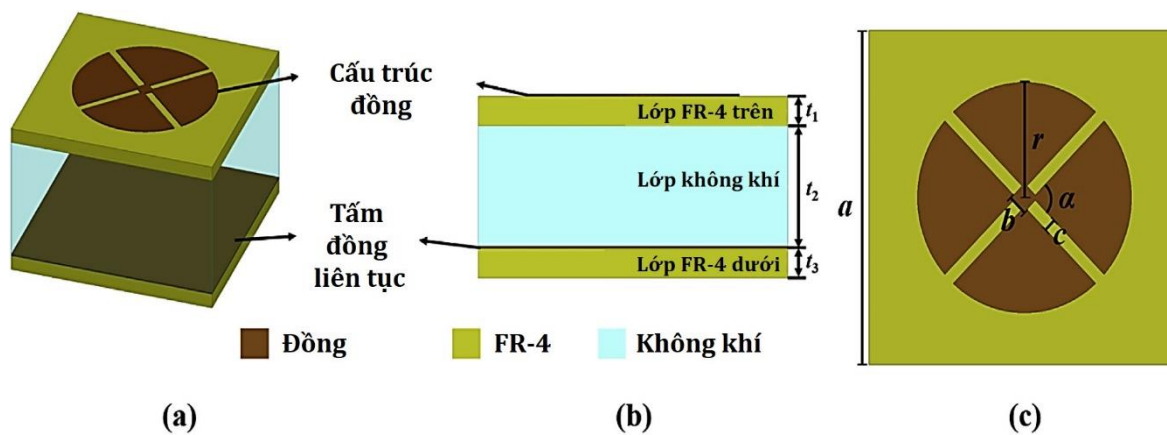 Cấu trúc
đồng
Tấm
đồng
liên tục
Lớp FR-4 trên
t1
Lớp không khí
t2
Lớp FR-4 dưới
t3
a
r
b
α
c
Đồng
FR-4
Không khí
(a)
(b)
(c)